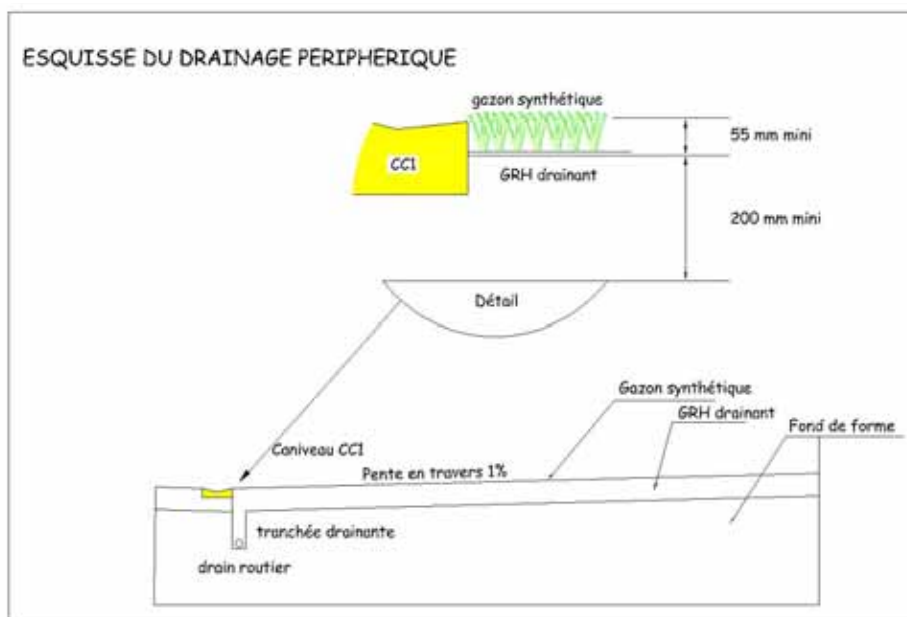 ESQUISSE DU DRAINAGE PERIPHERIQUE
gazon synthétique
55 mm mini
CC1
GRH drainant
200 mm mini
Détail
Gazon synthétique
GRH drainant
Fond de forme
Caniveau CC1
Pente en travers 1%
tranchée drainante
drain routier